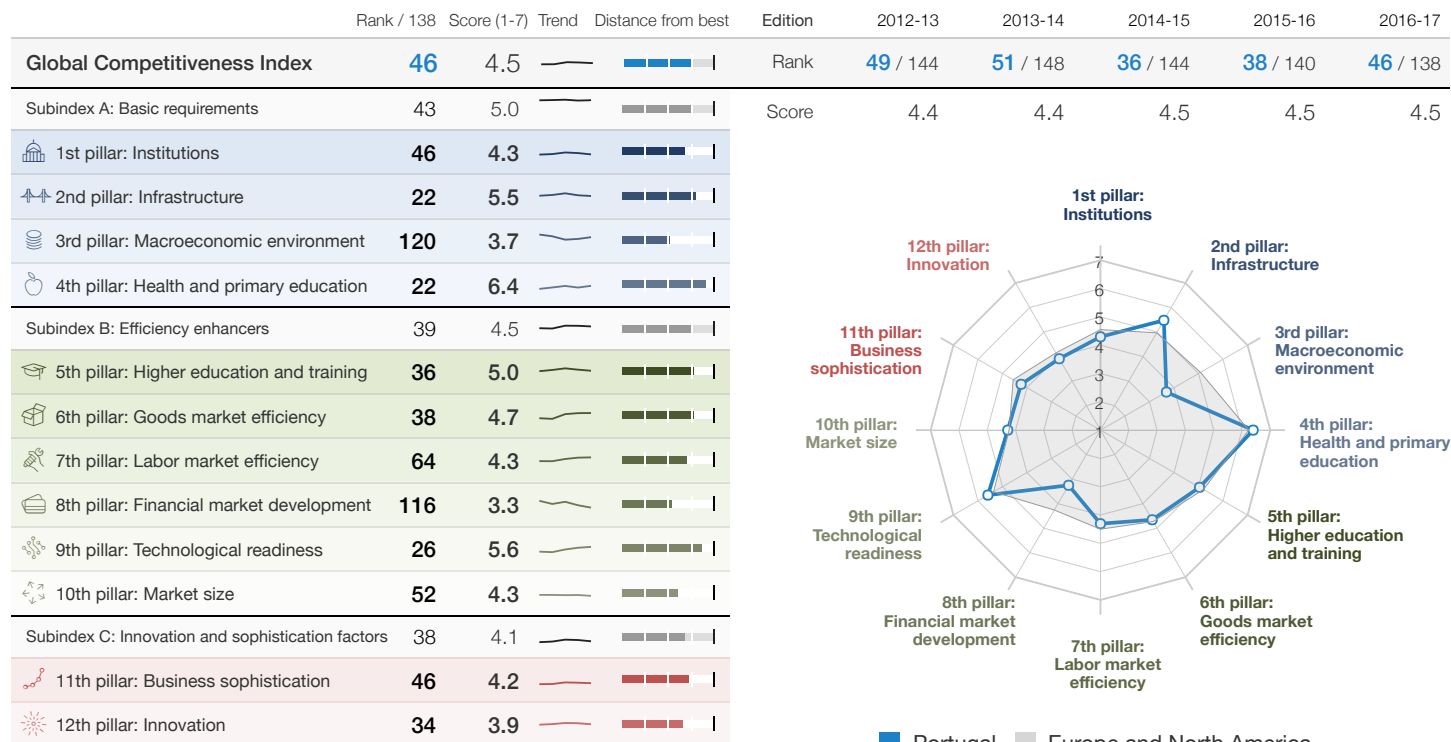 Rank / 138 Score (1-7) Trend Distance from best
Global Competitiveness Index 46 4.5
Subindex A: Basic requirements 43 5.0
1st pillar: Institutions 46 4.3
2nd pillar: Infrastructure 22 5.5
3rd pillar: Macroeconomic environment 120 3.7
4th pillar: Health and primary education 22 6.4
Subindex B: Efficiency enhancers 39 4.5
5th pillar: Higher education and training 36 5.0
6th pillar: Goods market efficiency 38 4.7
7th pillar: Labor market efficiency 64 4.3
8th pillar: Financial market development 116 3.3
9th pillar: Technological readiness 26 5.6
10th pillar: Market size 52 4.3
Subindex C: Innovation and sophistication factors 38 4.1
11th pillar: Business sophistication 46 4.2
12th pillar: Innovation 34 3.9
Edition 2012-13 2013-14 2014-15 2015-16 2016-17
Rank 49 / 144 51 / 148 36 / 144 38 / 140 46 / 138
Score 4.4 4.4 4.5 4.5 4.5
1st pillar:
Institutions
2nd pillar:
Infrastructure
3rd pillar:
Macroeconomic
environment
4th pillar:
Health and primary
education
5th pillar:
Higher education
and training
6th pillar:
Goods market
efficiency
7th pillar:
Labor market
efficiency
8th pillar:
Financial market
development
9th pillar:
Technological
readiness
10th pillar:
Market size
11th pillar:
Business
sophistication
12th pillar:
Innovation
7
6
5
4
3
2
1
Portugal Europe and North America